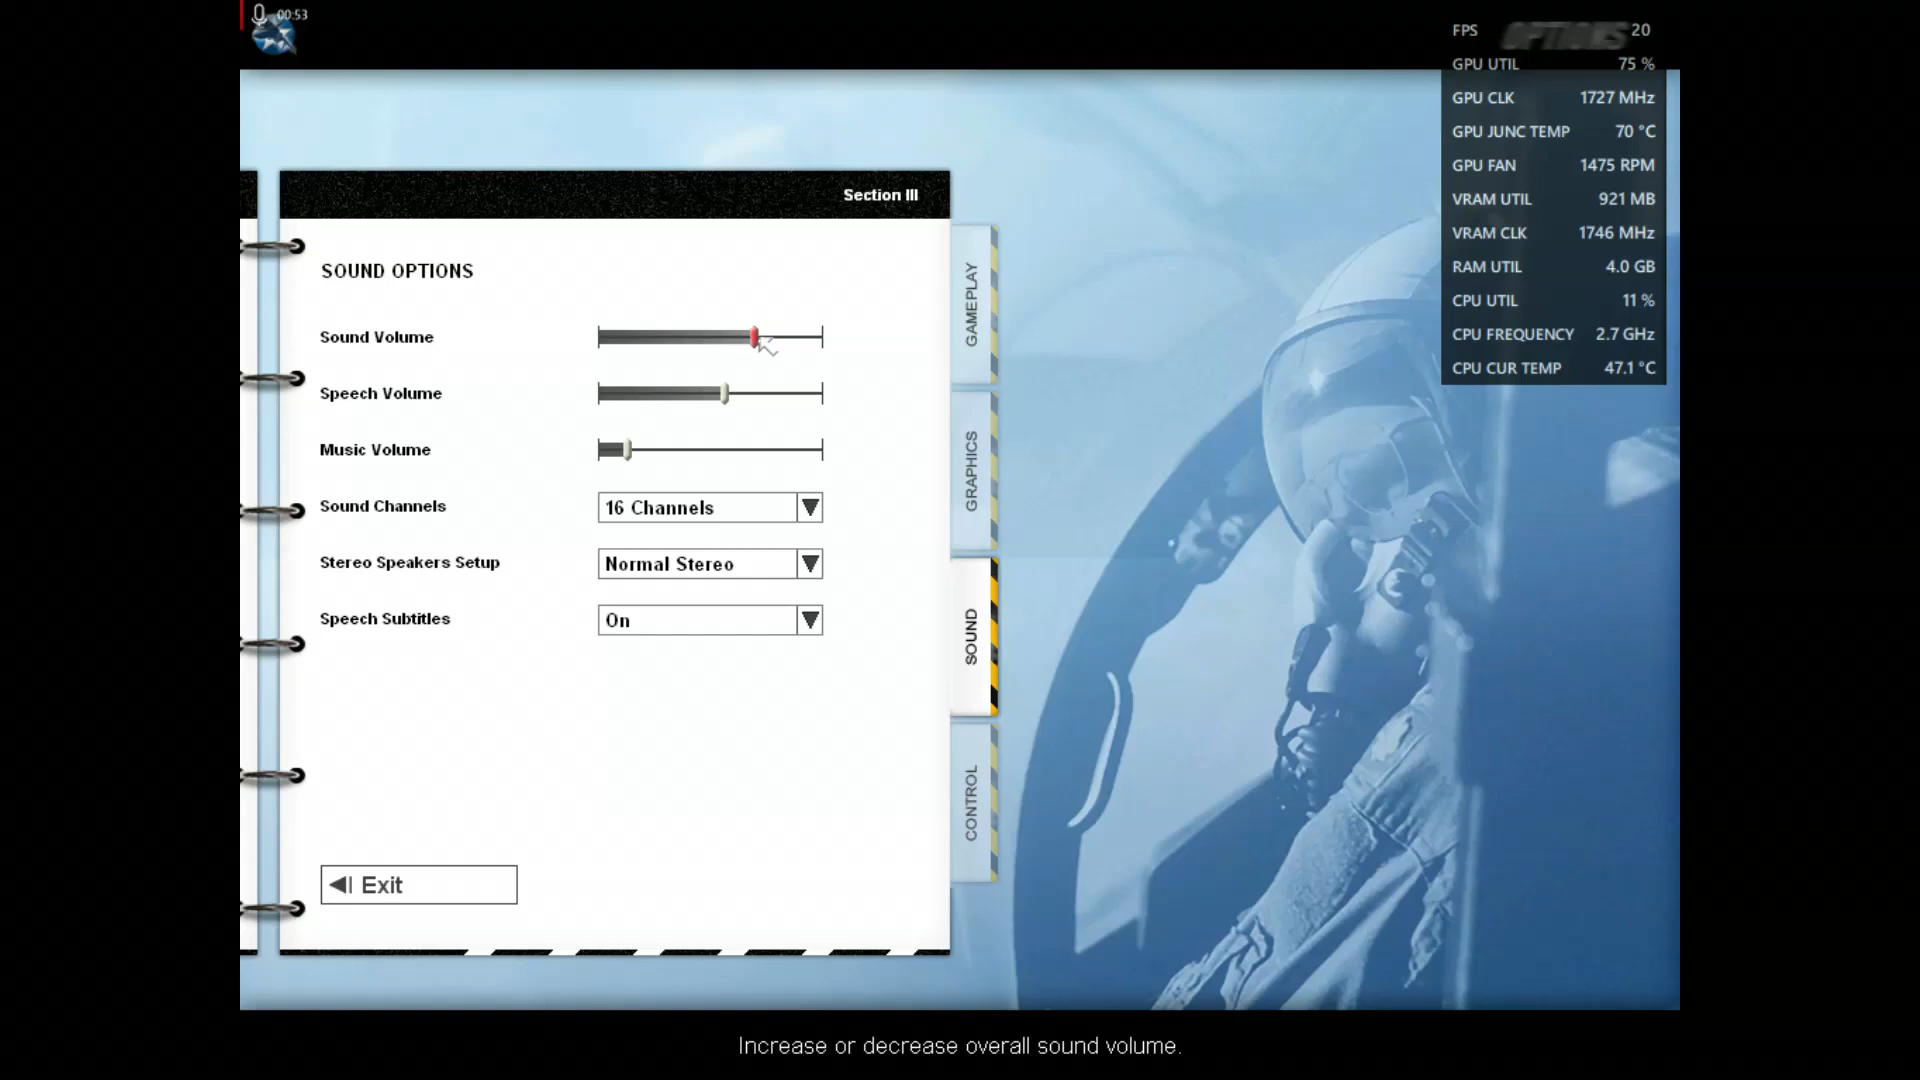 00:53
OPTIONS
FPS 20
GPU UTIL 75 %
GPU CLK 1727 MHz
GPU JUNC TEMP 70 °C
GPU FAN 1475 RPM
VRAM UTIL 921 MB
VRAM CLK 1746 MHz
RAM UTIL 4.0 GB
CPU UTIL 11 %
CPU FREQUENCY 2.7 GHz
CPU CUR TEMP 47.1 °C
Section III
SOUND OPTIONS
Sound Volume
Speech Volume
Music Volume
Sound Channels 16 Channels
Stereo Speakers Setup Normal Stereo
Speech Subtitles On
Exit
GAMEPLAY
GRAPHICS
SOUND
CONTROL
Increase or decrease overall sound volume.